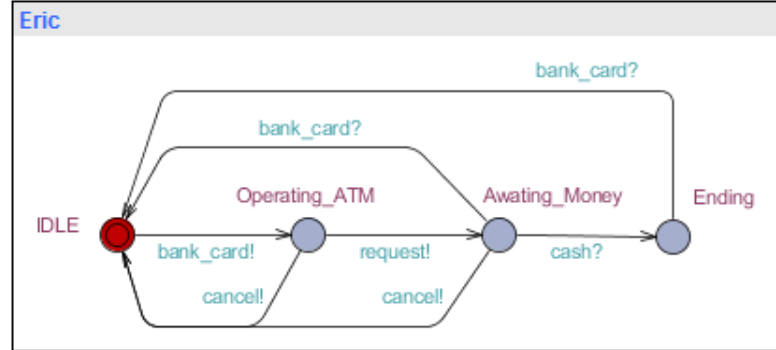 Eric
bank_card?
bank_card?
Operating_ATM
Awating_Money
Ending
IDLE
bank_card!
request!
cash?
cancel!
cancel!